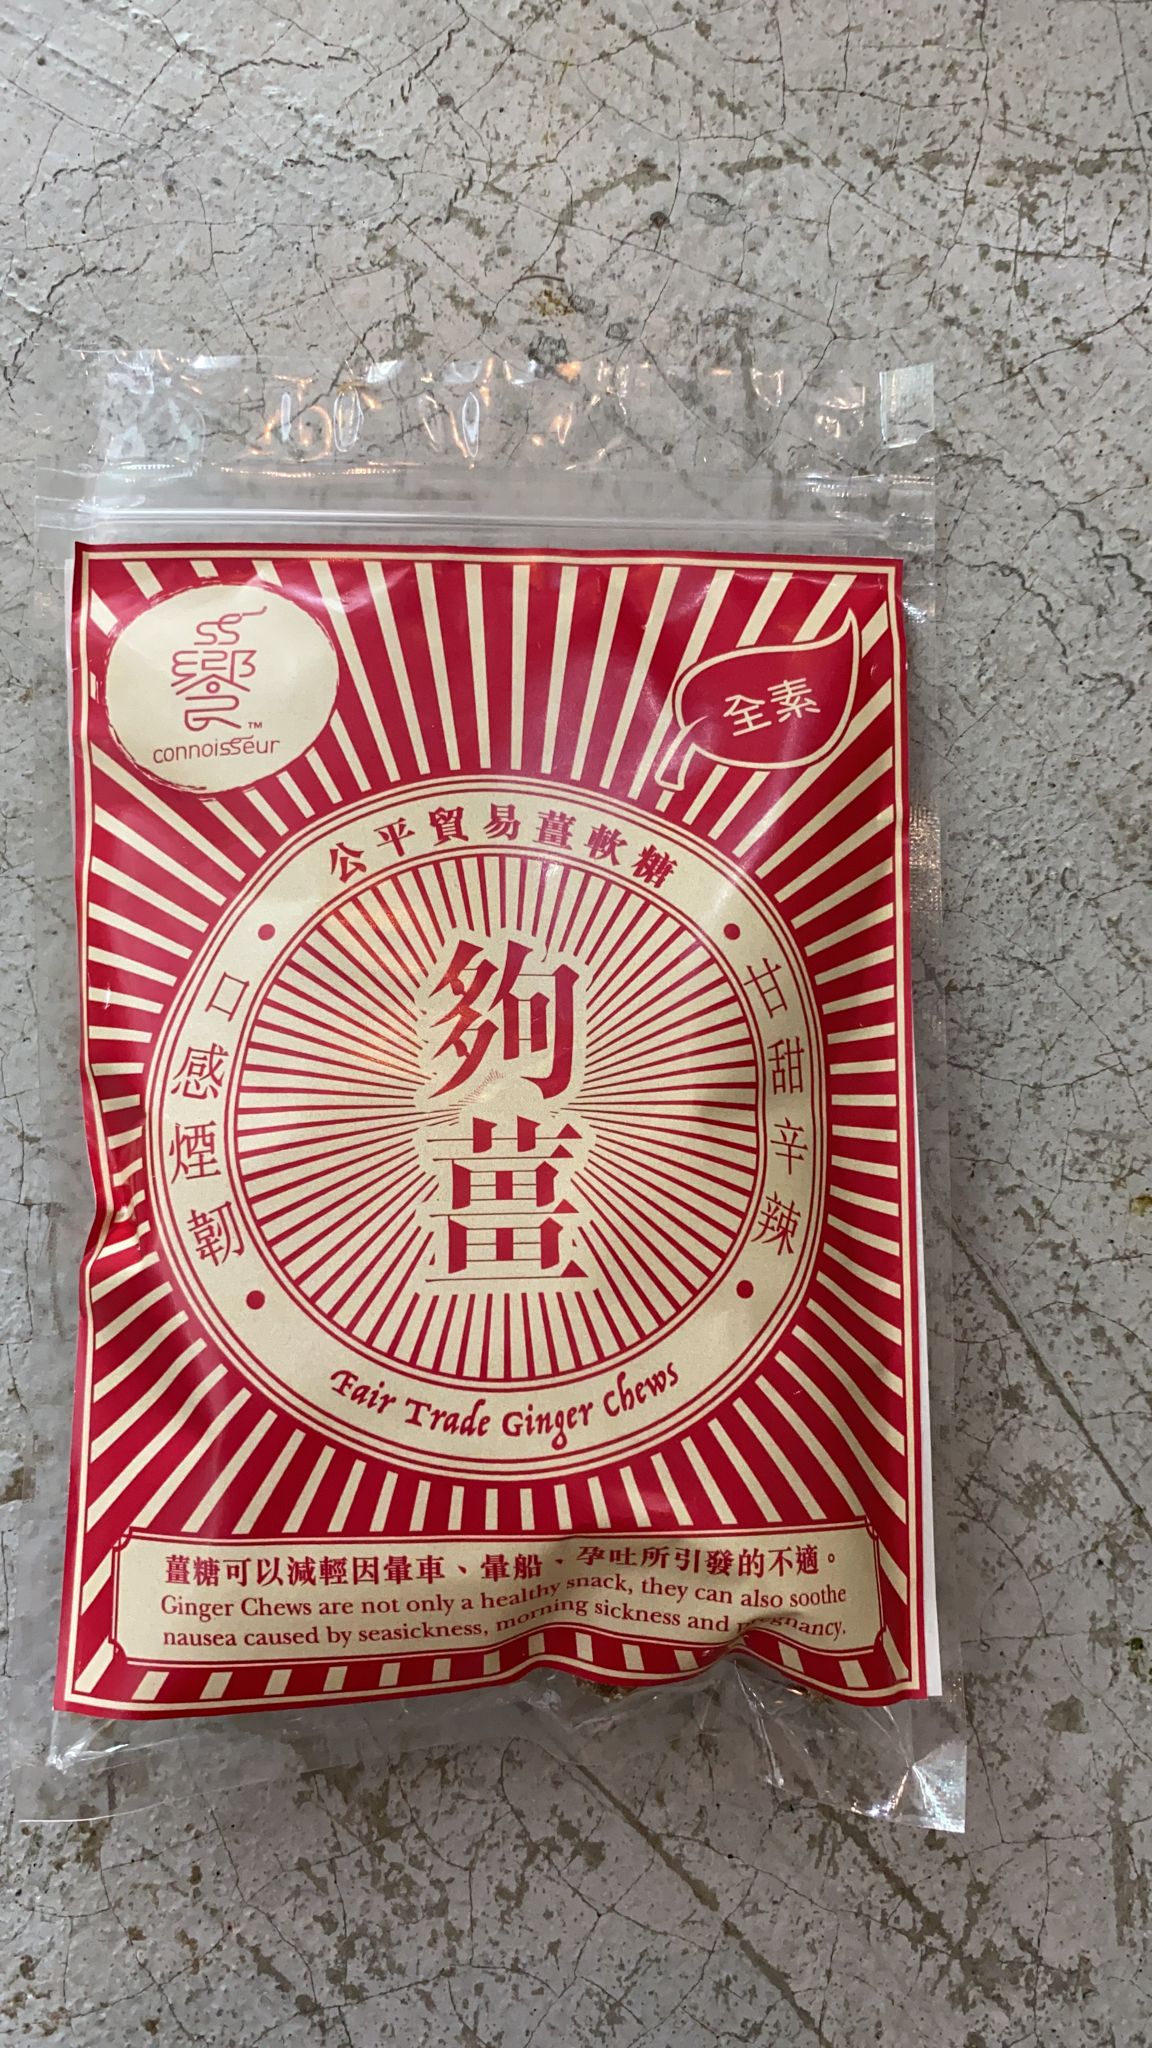 饗
TM
connoisseur
全素
公平貿易薑軟糖
口感煙韌
甘甜辛辣
夠薑
Fair Trade Ginger Chews
薑糖可以減輕因暈車、暈船、孕吐所引發的不適。
Ginger Chews are not only a healthy snack, they can also soothe
nausea caused by seasickness, morning sickness and pregnancy.